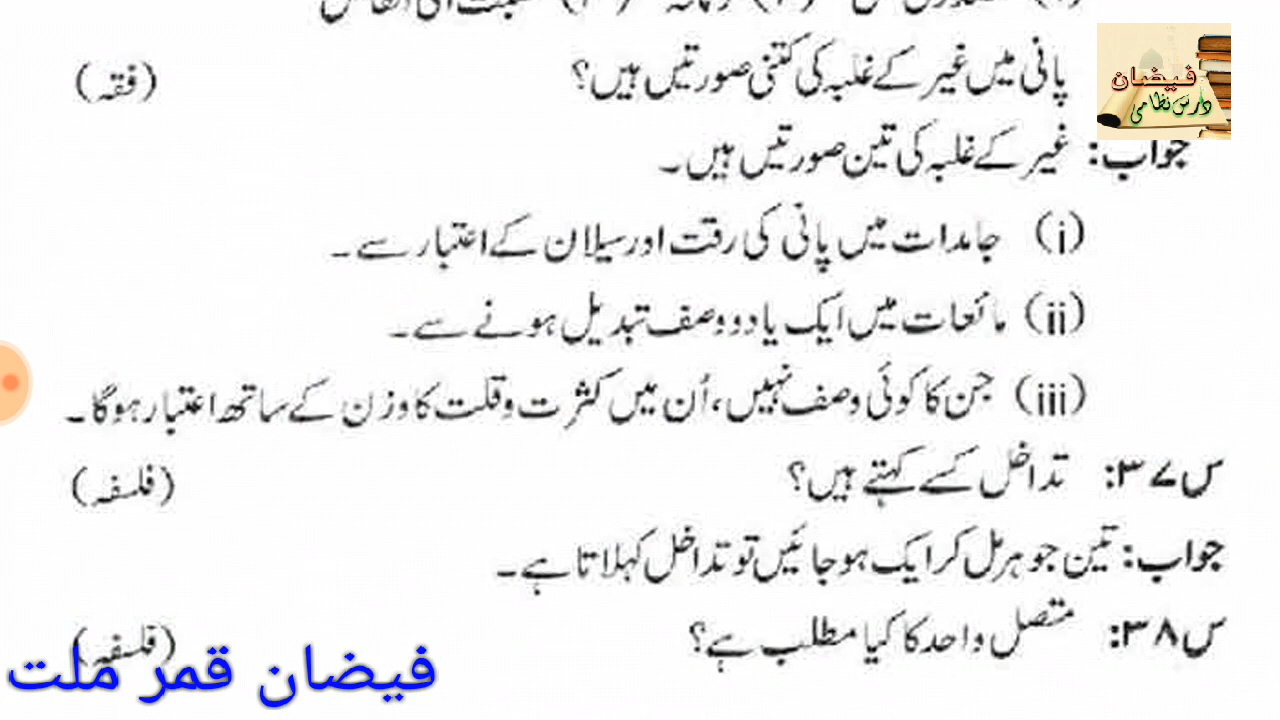 پانی میں غیر کے غلبہ کی کتنی صورتیں ہیں؟ (فقہ)
جواب: غیر کے غلبہ کی تین صورتیں ہیں۔
(i) جامدات میں پانی کی رقت اور سیلان کے اعتبار سے۔
(ii) مائعات میں ایک یا دو وصف تبدیل ہونے سے۔
(iii) جن کا کوئی وصف نہیں، اُن میں کثرت وقلت کا وزن کے ساتھ اعتبار ہوگا۔
س۳۷: تداخل کسے کہتے ہیں؟ (فلسفہ)
جواب: تین جوہر مل کر ایک ہو جائیں تو تداخل کہلاتا ہے۔
س۳۸: متصل واحد کا کیا مطلب ہے؟ (فلسفہ)
فیضان درس نظامی
فیضان قمر ملت